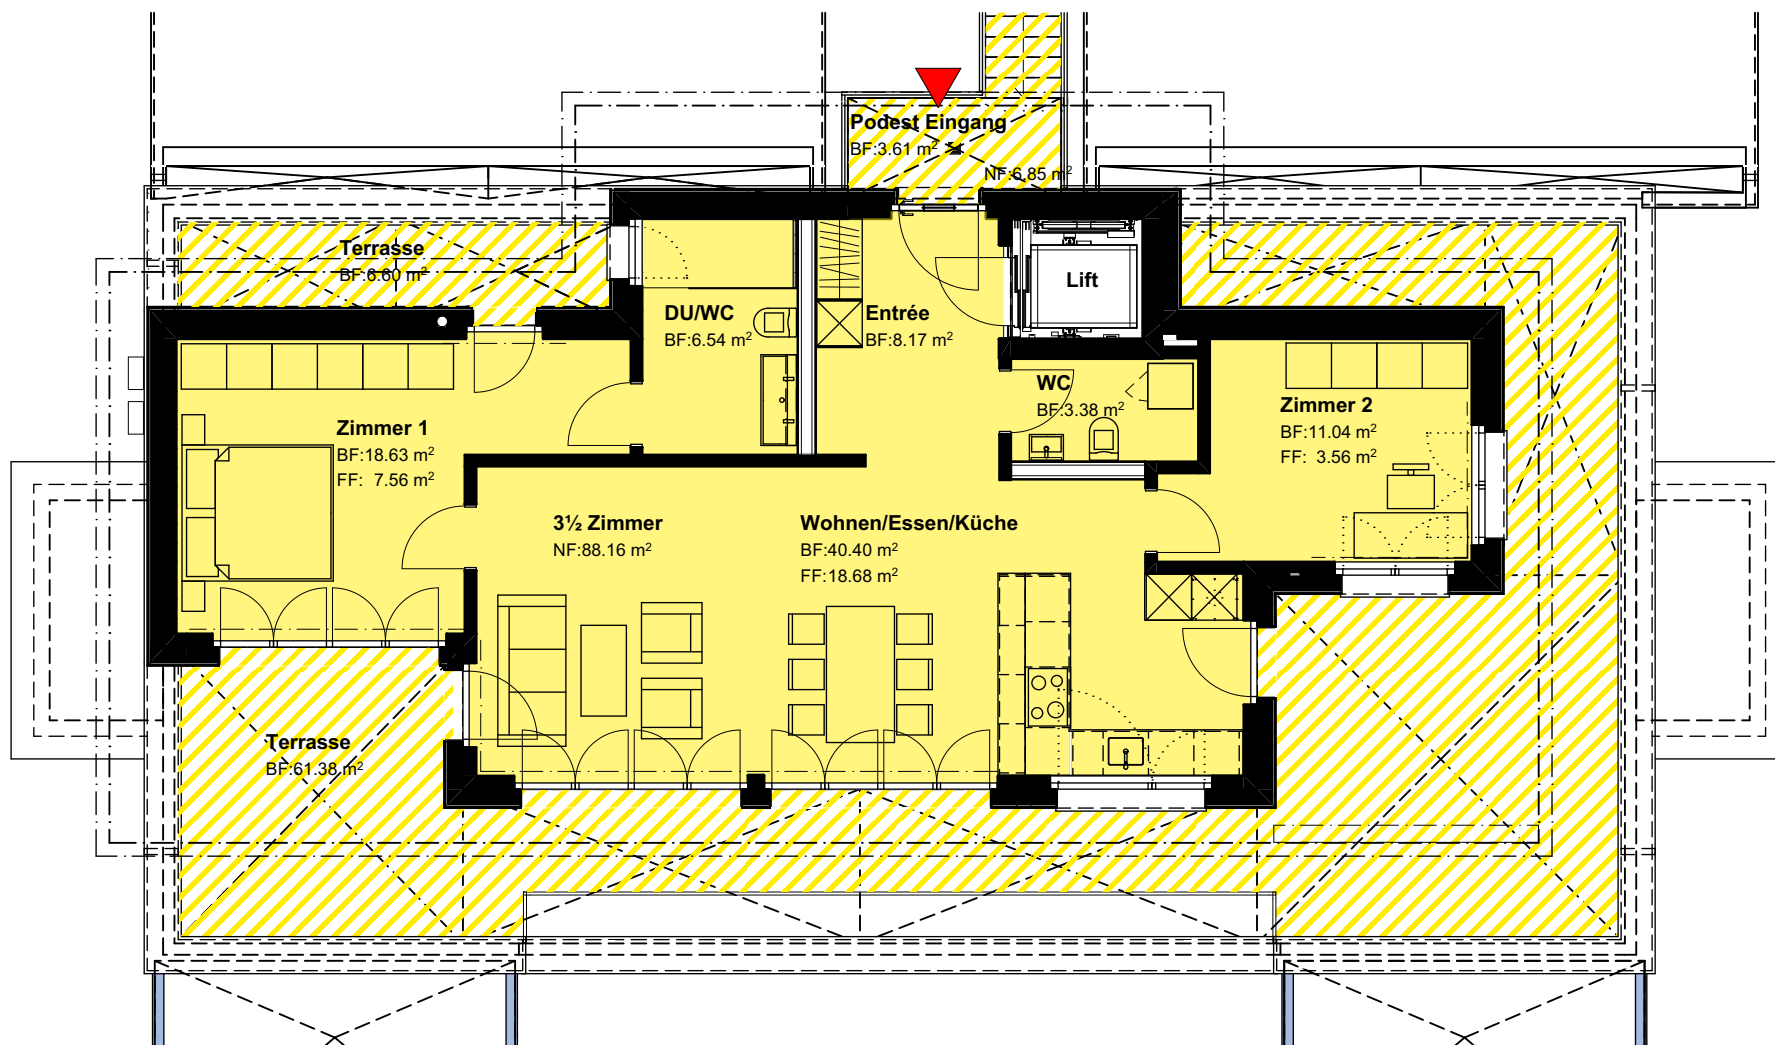 Podest Eingang
BF:3.61 m²
NF:6.85 m²
Terrasse
BF:6.60 m²
DU/WC
BF:6.54 m²
Entrée
BF:8.17 m²
Lift
WC
BF:3.38 m²
Zimmer 1
BF:18.63 m²
FF: 7.56 m²
Zimmer 2
BF:11.04 m²
FF: 3.56 m²
3½ Zimmer
NF:88.16 m²
Wohnen/Essen/Küche
BF:40.40 m²
FF:18.68 m²
Terrasse
BF:61.38 m²